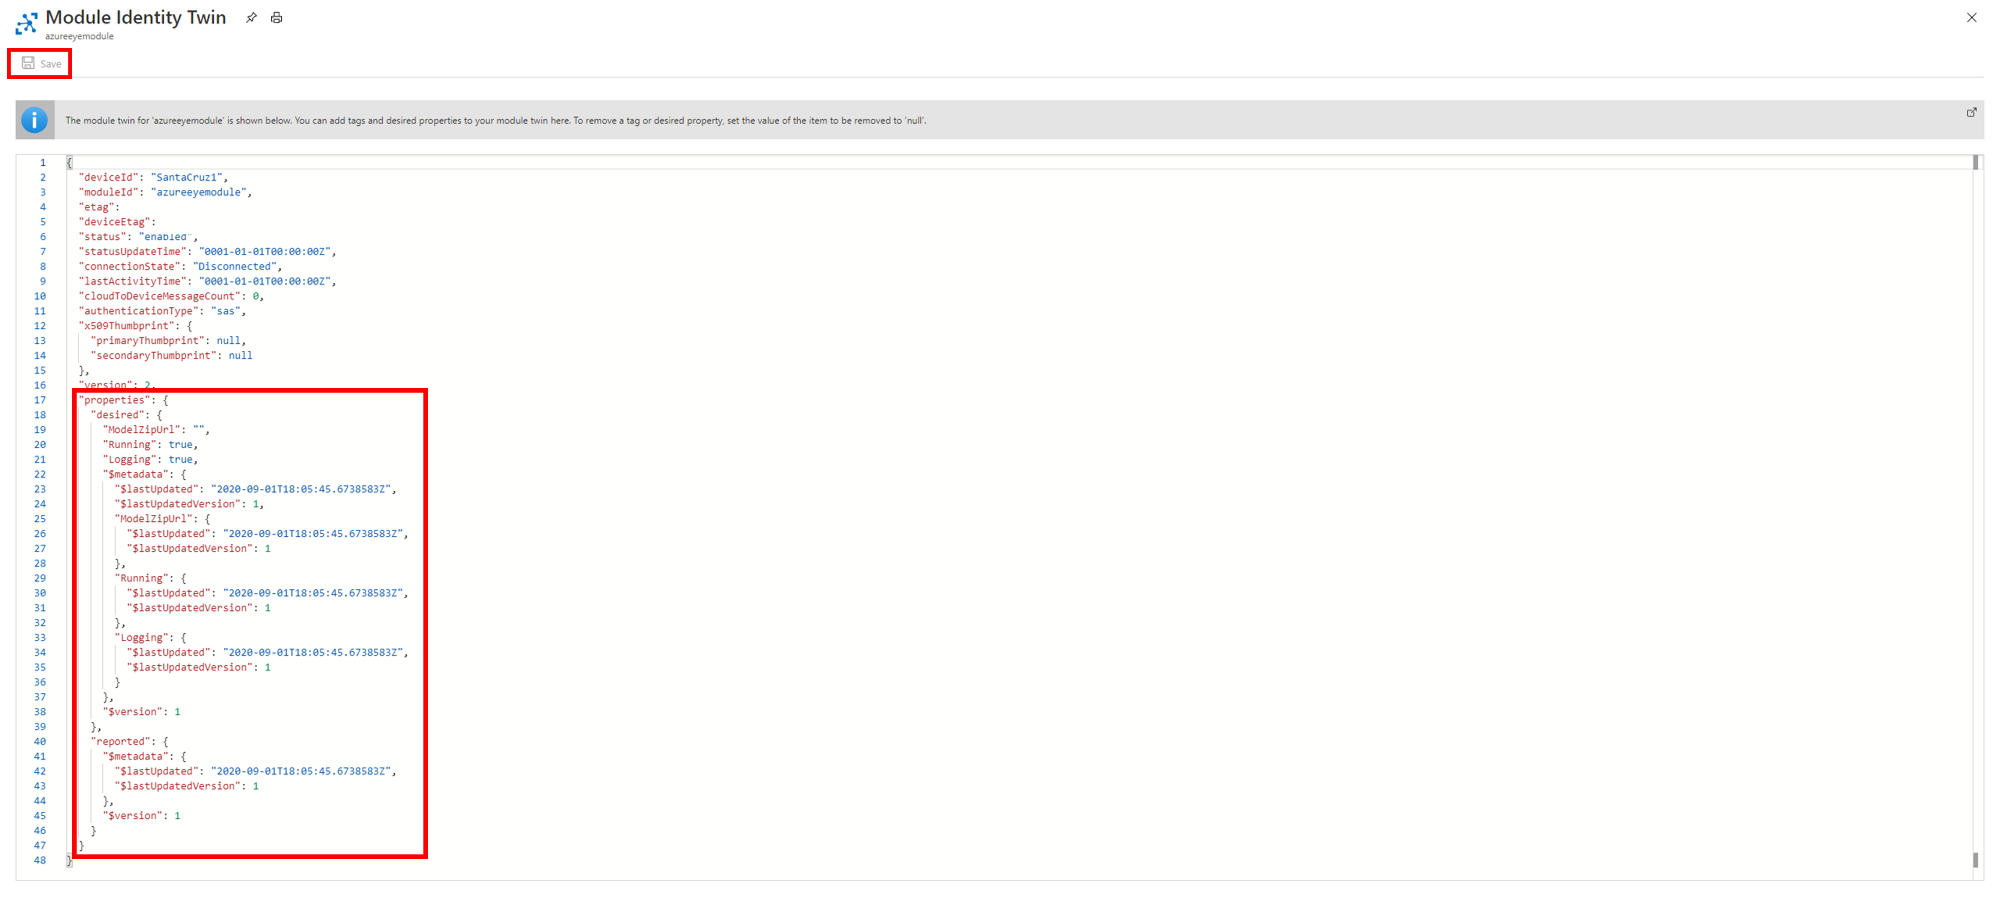 Module Identity Twin
azureeyemodule
Save
The module twin for 'azureeyemodule' is shown below. You can add tags and desired properties to your module twin here. To remove a tag or desired property, set the value of the item to be removed to 'null'.
1 {
2 "deviceId": "SantaCruz1",
3 "moduleId": "azureeyemodule",
4 "etag":
5 "deviceEtag":
6 "status": "enabled",
7 "statusUpdateTime": "0001-01-01T00:00:00Z",
8 "connectionState": "Disconnected",
9 "lastActivityTime": "0001-01-01T00:00:00Z",
10 "cloudToDeviceMessageCount": 0,
11 "authenticationType": "sas",
12 "x509Thumbprint": {
13 "primaryThumbprint": null,
14 "secondaryThumbprint": null
15 },
16 "version": 2,
17 "properties": {
18 "desired": {
19 "ModelZipUrl": "",
20 "Running": true,
21 "Logging": true,
22 "$metadata": {
23 "$lastUpdated": "2020-09-01T18:05:45.6738583Z",
24 "$lastUpdatedVersion": 1,
25 "ModelZipUrl": {
26 "$lastUpdated": "2020-09-01T18:05:45.6738583Z",
27 "$lastUpdatedVersion": 1
28 },
29 "Running": {
30 "$lastUpdated": "2020-09-01T18:05:45.6738583Z",
31 "$lastUpdatedVersion": 1
32 },
33 "Logging": {
34 "$lastUpdated": "2020-09-01T18:05:45.6738583Z",
35 "$lastUpdatedVersion": 1
36 }
37 },
38 "$version": 1
39 },
40 "reported": {
41 "$metadata": {
42 "$lastUpdated": "2020-09-01T18:05:45.6738583Z",
43 "$lastUpdatedVersion": 1
44 },
45 "$version": 1
46 }
47 }
48 }